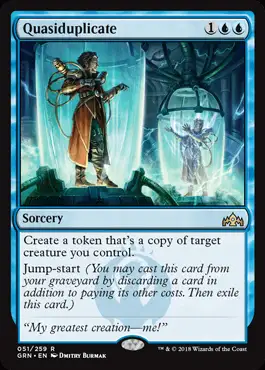 Quasiduplicate 1
Sorcery
Create a token that's a copy of target
creature you control.
Jump-start (You may cast this card from
your graveyard by discarding a card in
addition to paying its other costs. Then exile
this card.)
"My greatest creation—me!"
051/259 R
GRN • EN Dmitry Burmak
™ & © 2018 Wizards of the Coast